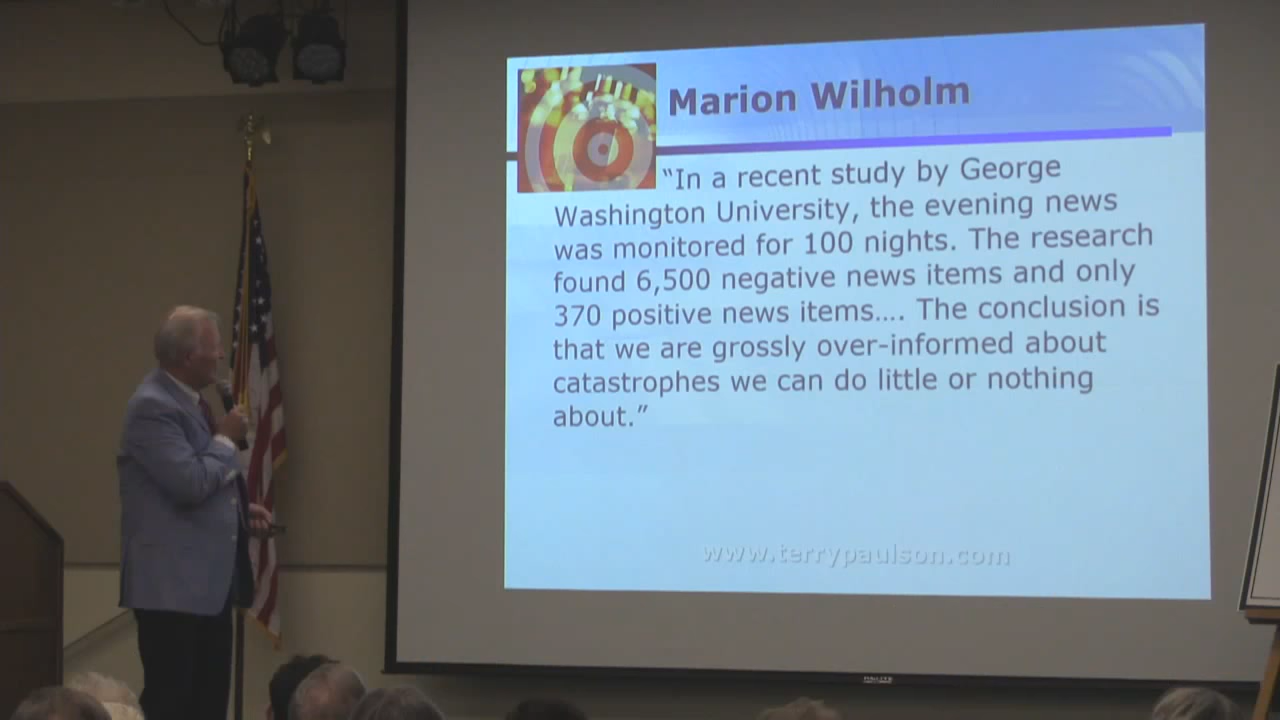 Marion Wilholm
“In a recent study by George
Washington University, the evening news
was monitored for 100 nights. The research
found 6,500 negative news items and only
370 positive news items…. The conclusion is
that we are grossly over-informed about
catastrophes we can do little or nothing
about.”
www.terrypaulson.com